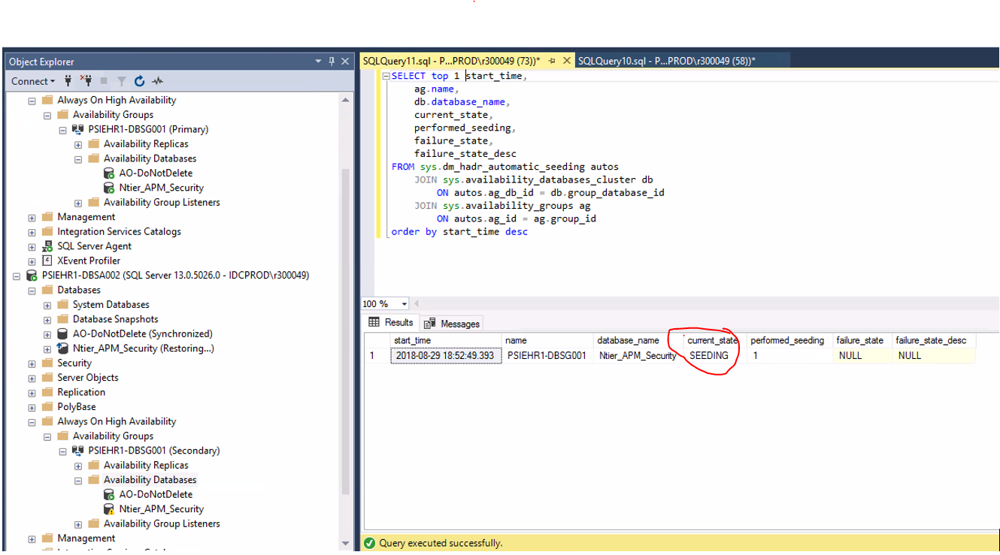 Object Explorer
Connect
Always On High Availability
Availability Groups
PSIEHR1-DBSG001 (Primary)
Availability Replicas
Availability Databases
AO-DoNotDelete
Ntier_APM_Security
Availability Group Listeners
Management
Integration Services Catalogs
SQL Server Agent
XEvent Profiler
PSIEHR1-DBSA002 (SQL Server 13.0.5026.0 - IDCPROD\r300049)
Databases
System Databases
Database Snapshots
AO-DoNotDelete (Synchronized)
Ntier_APM_Security (Restoring...)
Security
Server Objects
Replication
PolyBase
Always On High Availability
Availability Groups
PSIEHR1-DBSG001 (Secondary)
Availability Replicas
Availability Databases
AO-DoNotDelete
Ntier_APM_Security
Availability Group Listeners
Management
SQLQuery11.sql - P...PROD\r300049 (73))* SQLQuery10.sql - P...PROD\r300049 (58))*
SELECT top 1 start_time,
ag.name,
db.database_name,
current_state,
performed_seeding,
failure_state,
failure_state_desc
FROM sys.dm_hadr_automatic_seeding autos
JOIN sys.availability_databases_cluster db
ON autos.ag_db_id = db.group_database_id
JOIN sys.availability_groups ag
ON autos.ag_id = ag.group_id
order by start_time desc
100 %
Results Messages
start_time name database_name current_state performed_seeding failure_state failure_state_desc
1 2018-08-29 18:52:49.393 PSIEHR1-DBSG001 Ntier_APM_Security SEEDING 1 NULL NULL
Query executed successfully.